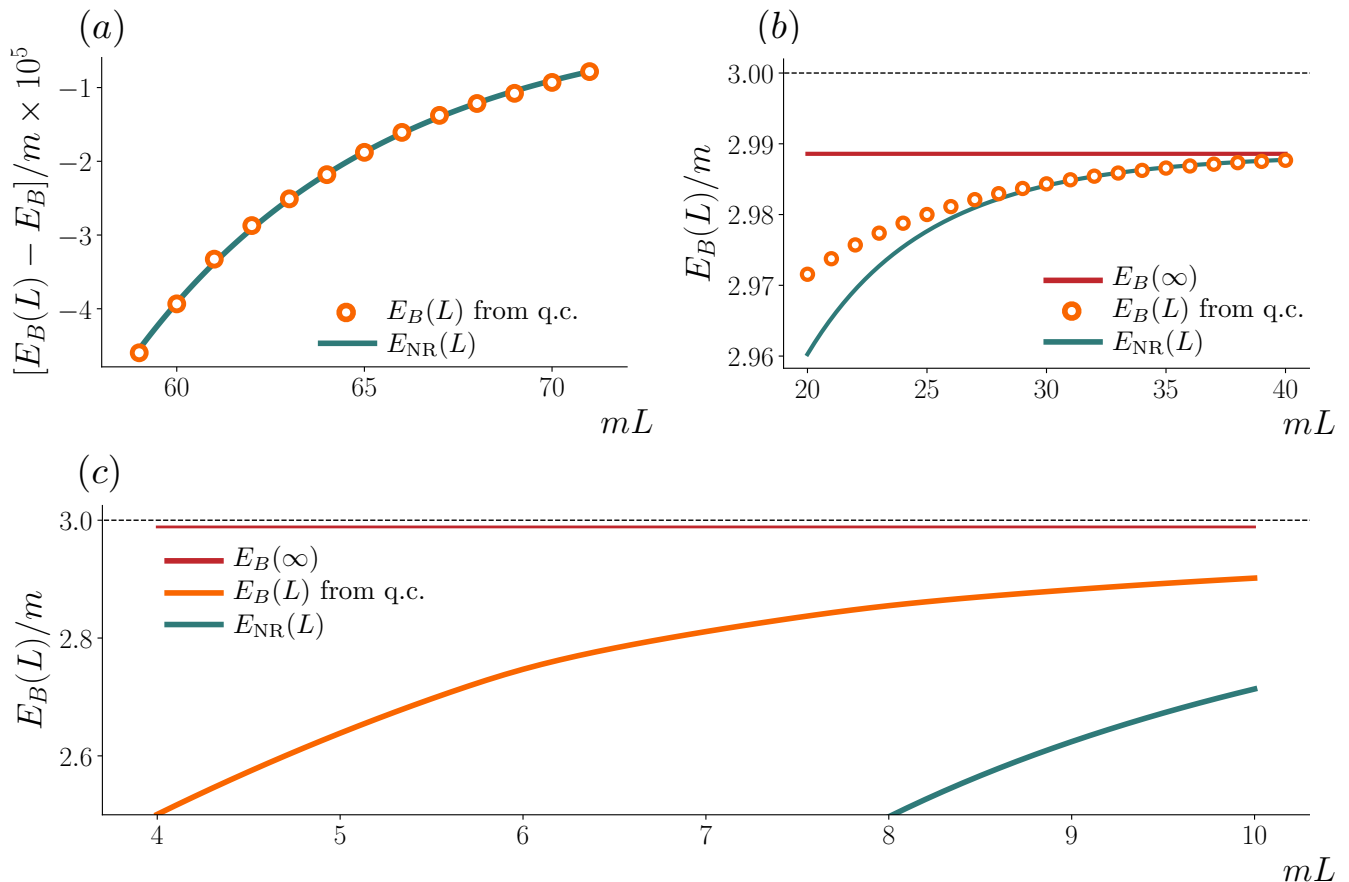 (a)
[E_B(L) − E_B]/m × 10^5
−1
−2
−3
−4
E_B(L) from q.c.
E_NR(L)
60
65
70
mL
(b)
E_B(L)/m
3.00
2.99
2.98
2.97
2.96
E_B(∞)
E_B(L) from q.c.
E_NR(L)
20
25
30
35
40
mL
(c)
E_B(L)/m
3.0
2.8
2.6
E_B(∞)
E_B(L) from q.c.
E_NR(L)
4
5
6
7
8
9
10
mL